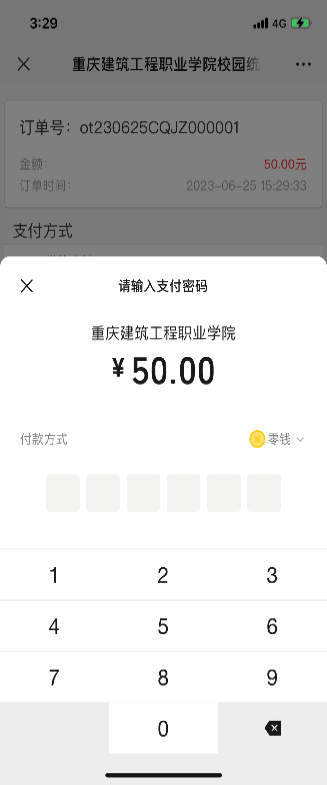 3:29
4G
重庆建筑工程职业学院校园统
订单号：ot230625CQJZ000001
金额：
50.00元
订单时间：
2023-06-25 15:29:33
支付方式
请输入支付密码
重庆建筑工程职业学院
¥50.00
付款方式
零钱
1 2 3
4 5 6
7 8 9
0